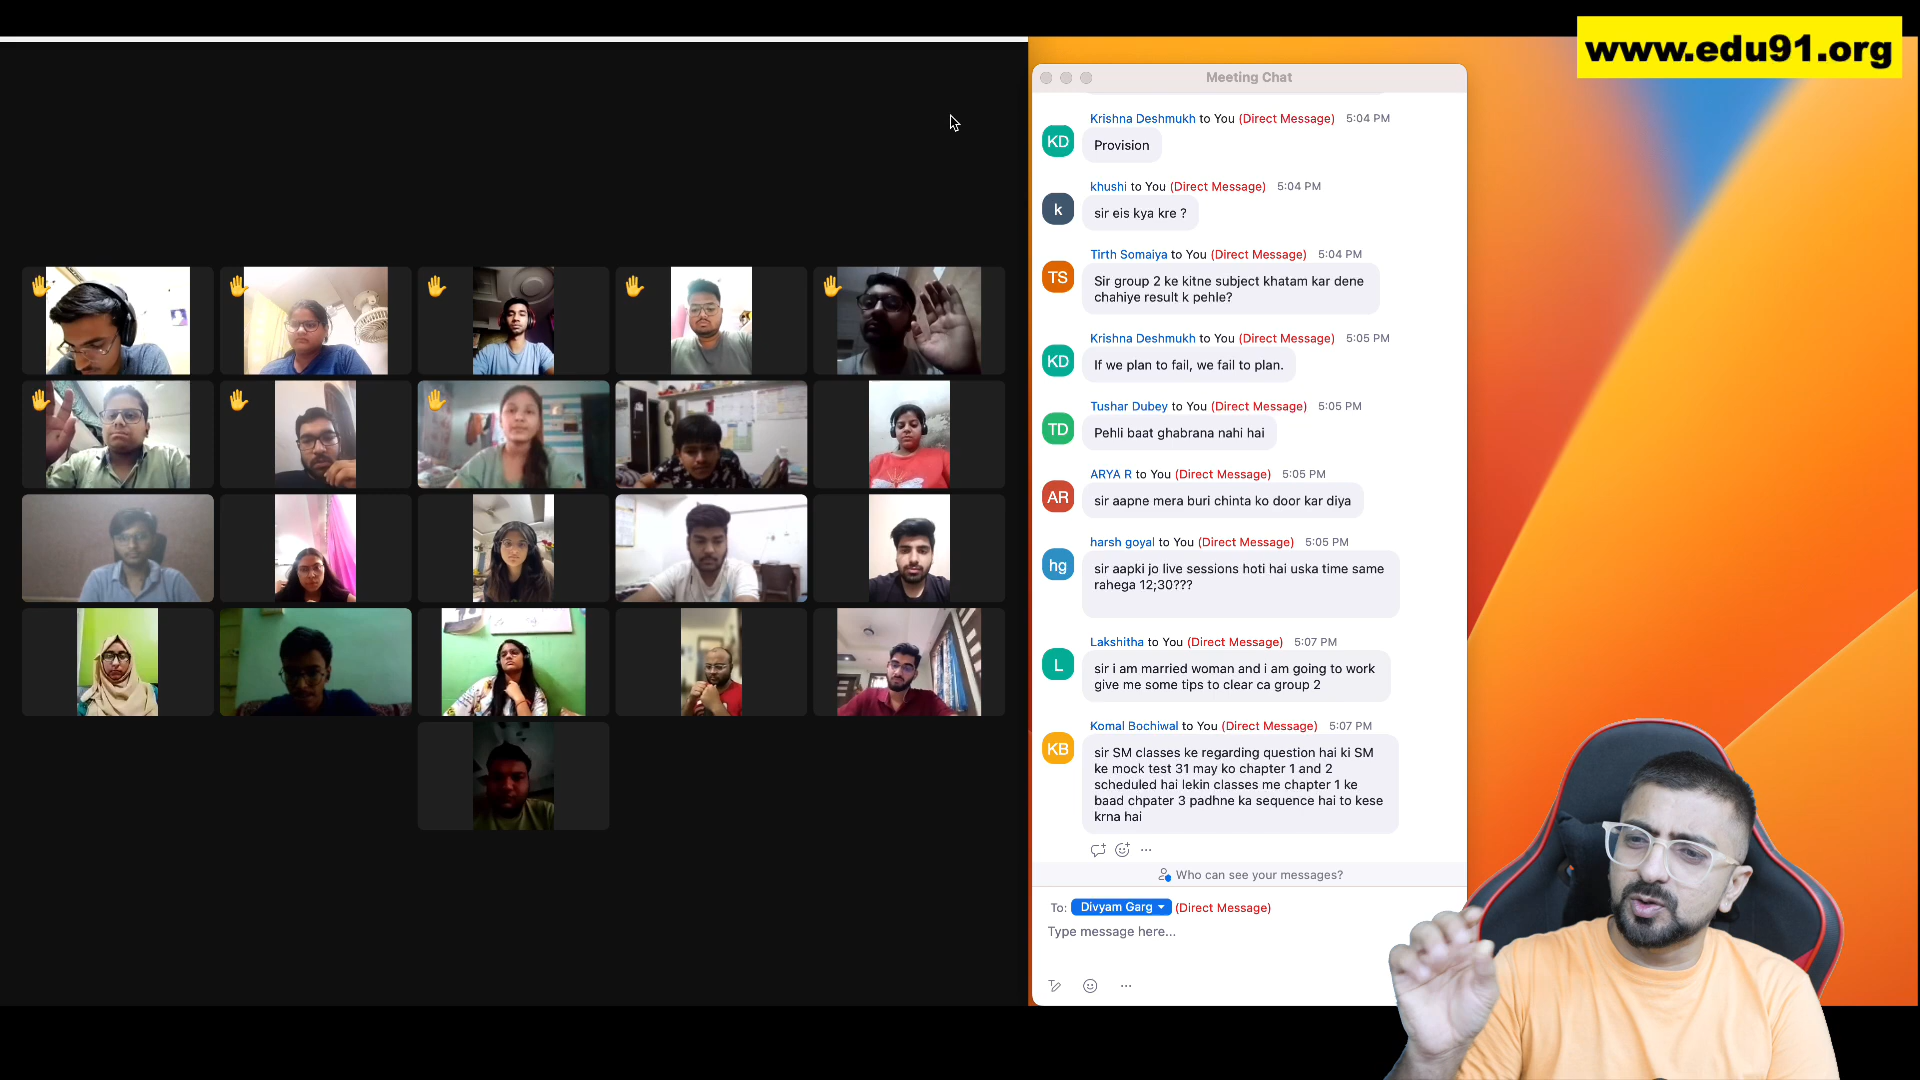 www.edu91.org
Meeting Chat
Krishna Deshmukh to You (Direct Message) 5:04 PM
KD
Provision
khushi to You (Direct Message) 5:04 PM
k
sir eis kya kre ?
Tirth Somaiya to You (Direct Message) 5:04 PM
TS
Sir group 2 ke kitne subject khatam kar dene
chahiye result k pehle?
Krishna Deshmukh to You (Direct Message) 5:05 PM
KD
If we plan to fail, we fail to plan.
Tushar Dubey to You (Direct Message) 5:05 PM
TD
Pehli baat ghabrana nahi hai
ARYA R to You (Direct Message) 5:05 PM
AR
sir aapne mera buri chinta ko door kar diya
harsh goyal to You (Direct Message) 5:05 PM
hg
sir aapki jo live sessions hoti hai uska time same
rahega 12;30???
Lakshitha to You (Direct Message) 5:07 PM
L
sir i am married woman and i am going to work
give me some tips to clear ca group 2
Komal Bochiwal to You (Direct Message) 5:07 PM
KB
sir SM classes ke regarding question hai ki SM
ke mock test 31 may ko chapter 1 and 2
scheduled hai lekin classes me chapter 1 ke
baad chpater 3 padhne ka sequence hai to kese
krna hai
Who can see your messages?
To: Divyam Garg (Direct Message)
Type message here...